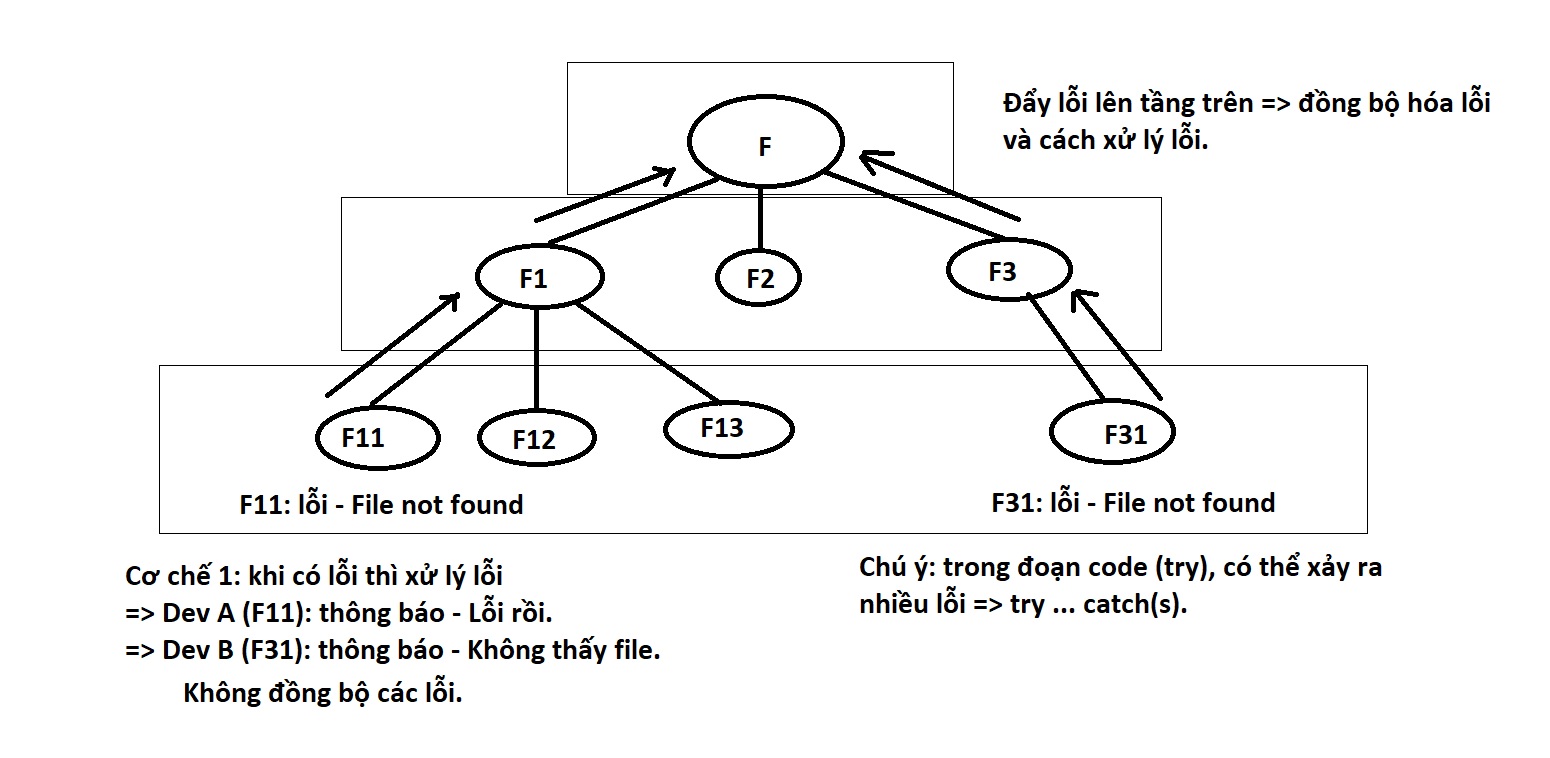 Đẩy lỗi lên tầng trên => đồng bộ hóa lỗi
và cách xử lý lỗi.
F
F1
F2
F3
F11
F12
F13
F31
F11: lỗi - File not found
F31: lỗi - File not found
Cơ chế 1: khi có lỗi thì xử lý lỗi
=> Dev A (F11): thông báo - Lỗi rồi.
=> Dev B (F31): thông báo - Không thấy file.
Không đồng bộ các lỗi.
Chú ý: trong đoạn code (try), có thể xảy ra
nhiều lỗi => try ... catch(s).